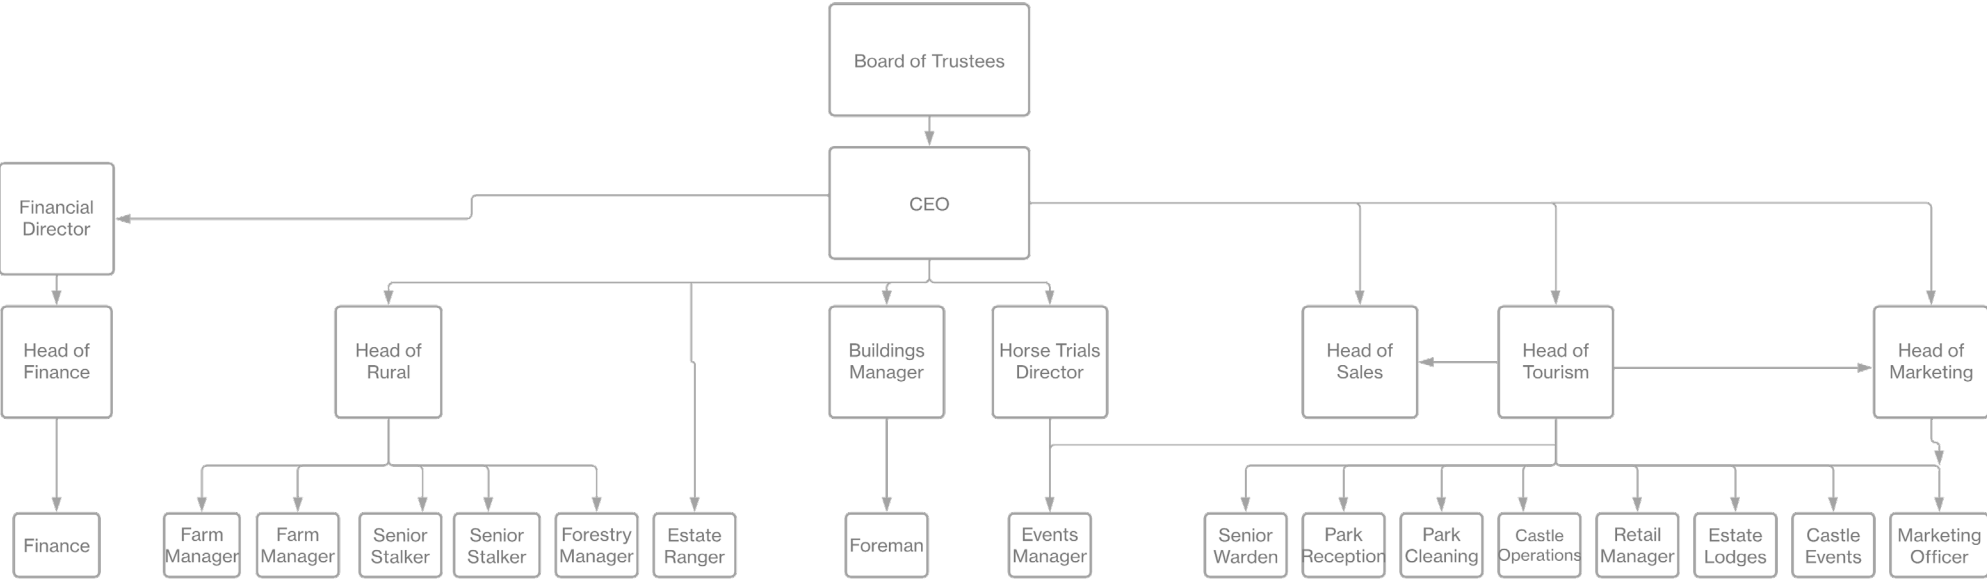 Board of Trustees
CEO
Financial
Director
Head of
Finance
Head of
Rural
Buildings
Manager
Horse Trials
Director
Head of
Sales
Head of
Tourism
Head of
Marketing
Finance
Farm
Manager
Farm
Manager
Senior
Stalker
Senior
Stalker
Forestry
Manager
Estate
Ranger
Foreman
Events
Manager
Senior
Warden
Park
Reception
Park
Cleaning
Castle
Operations
Retail
Manager
Estate
Lodges
Castle
Events
Marketing
Officer